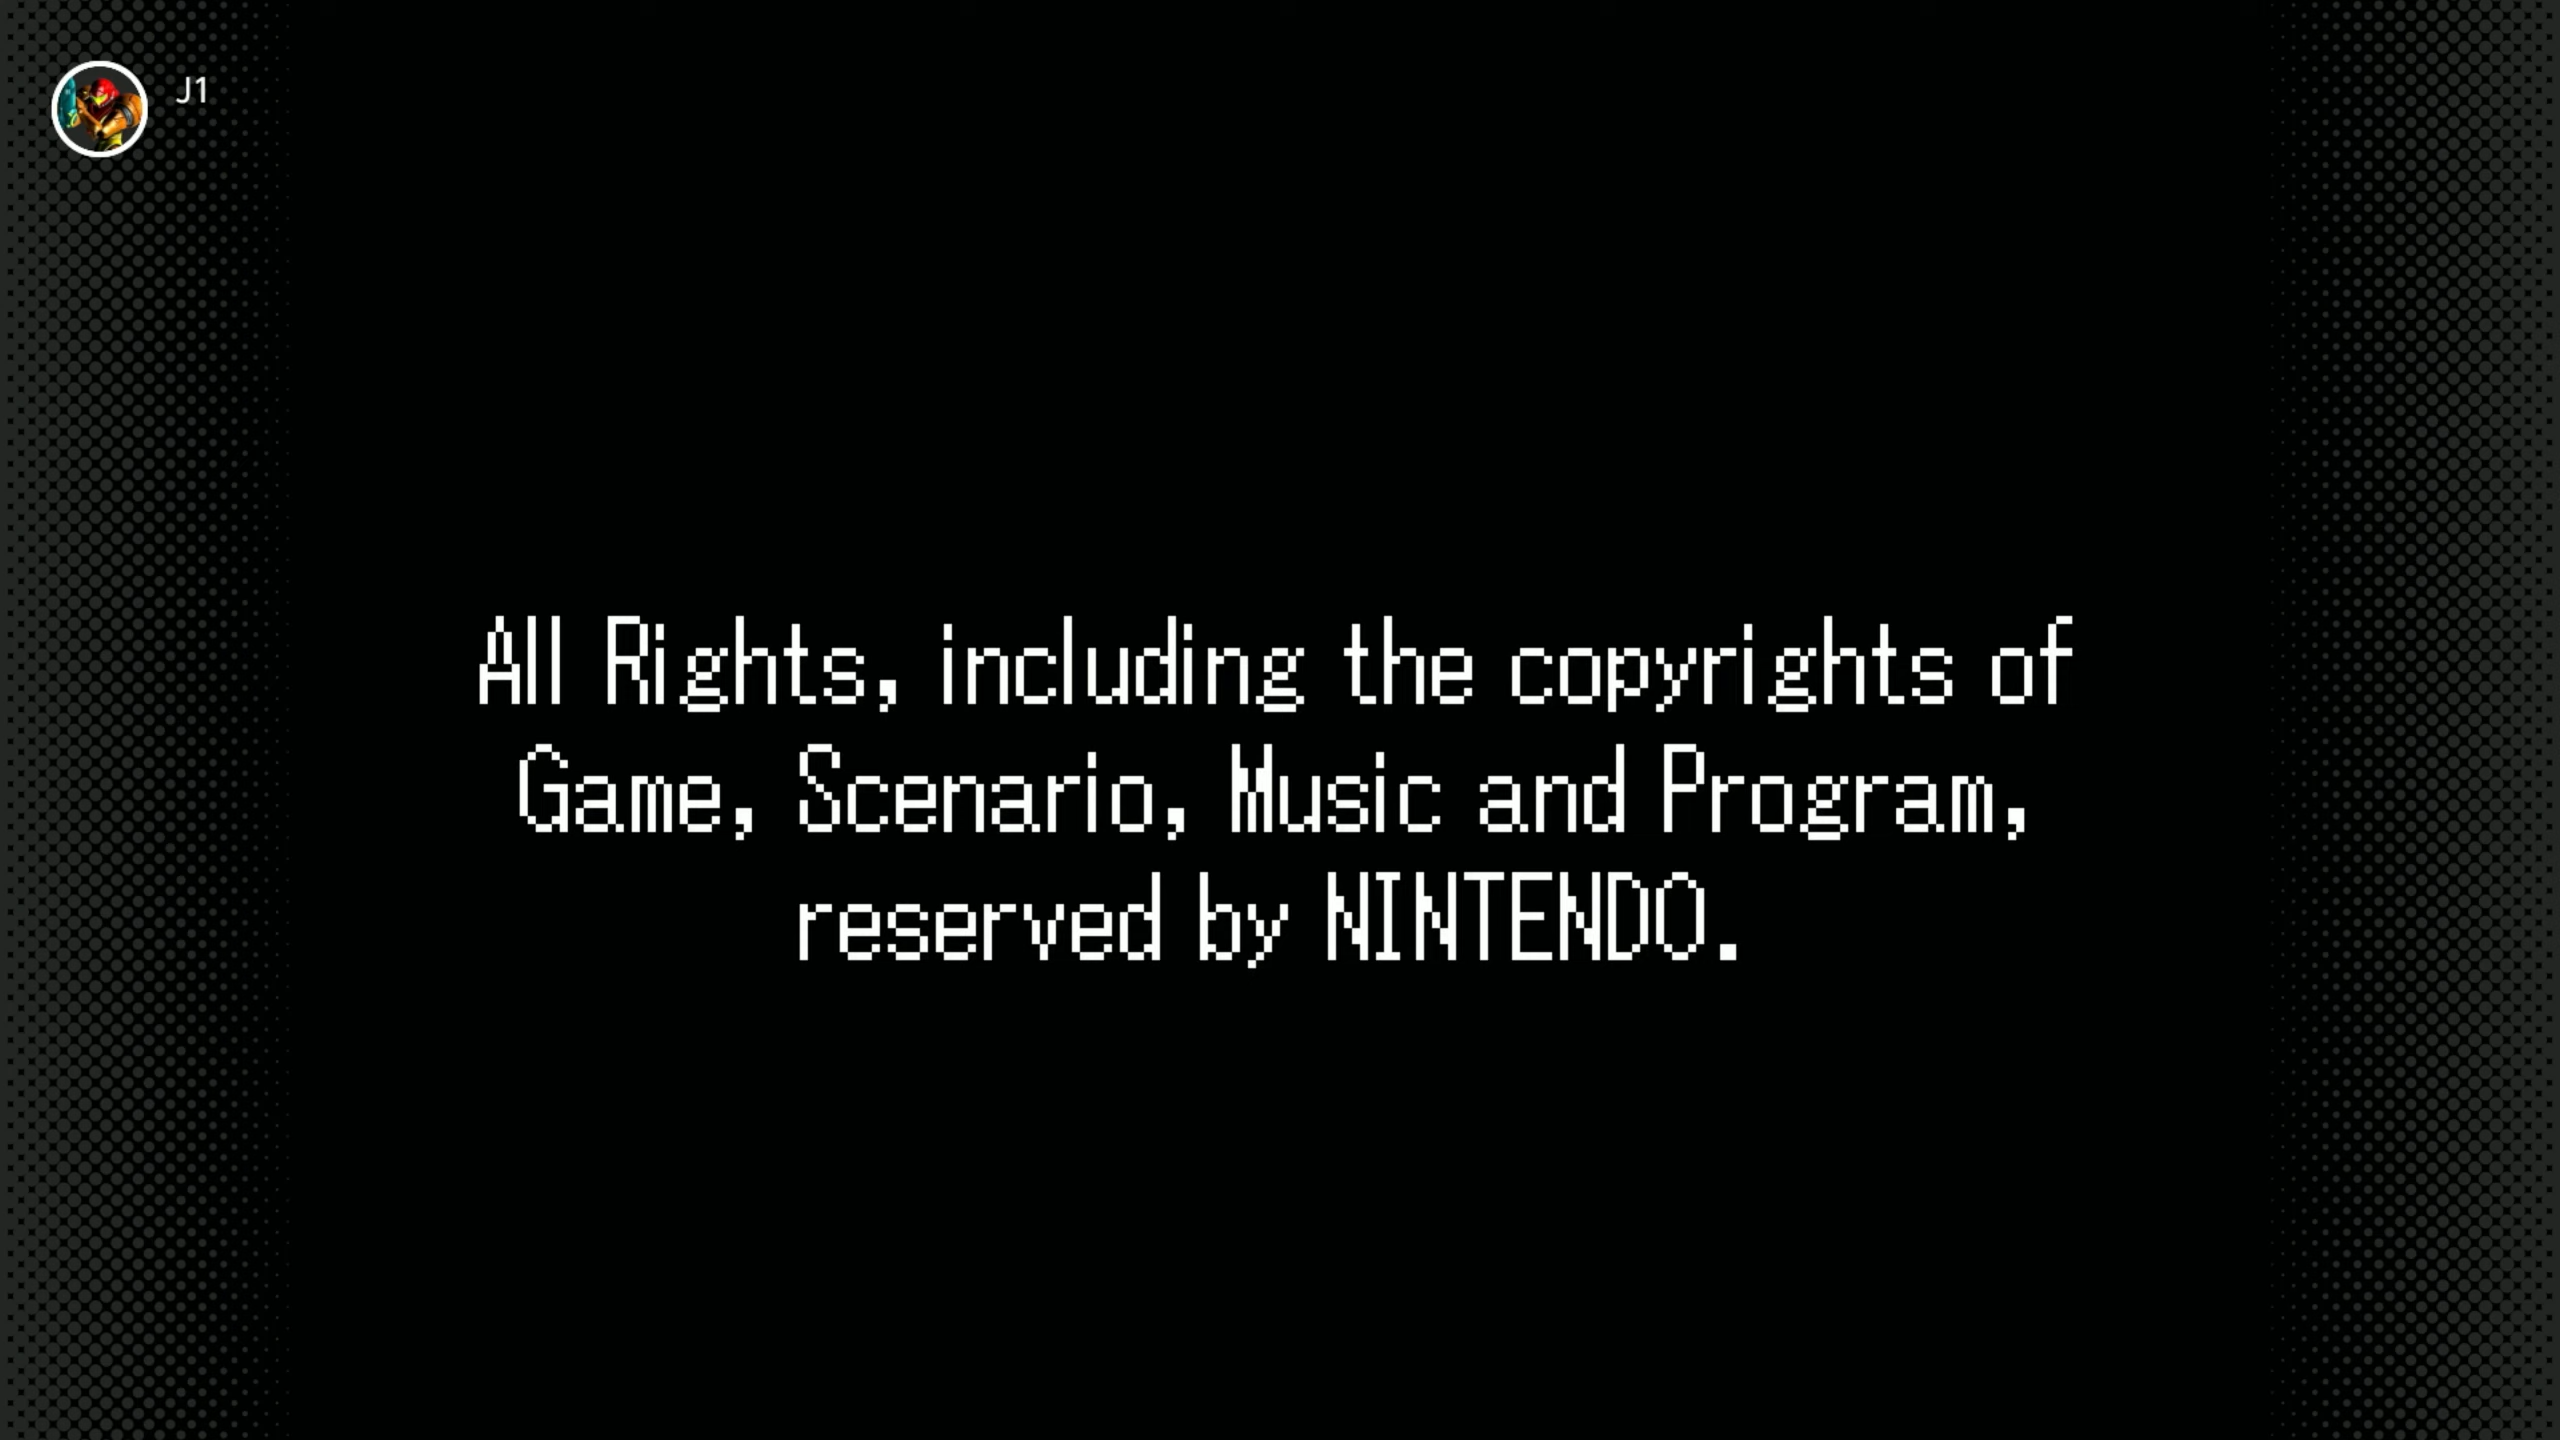 J1
All Rights, including the copyrights of
Game, Scenario, Music and Program,
reserved by NINTENDO.